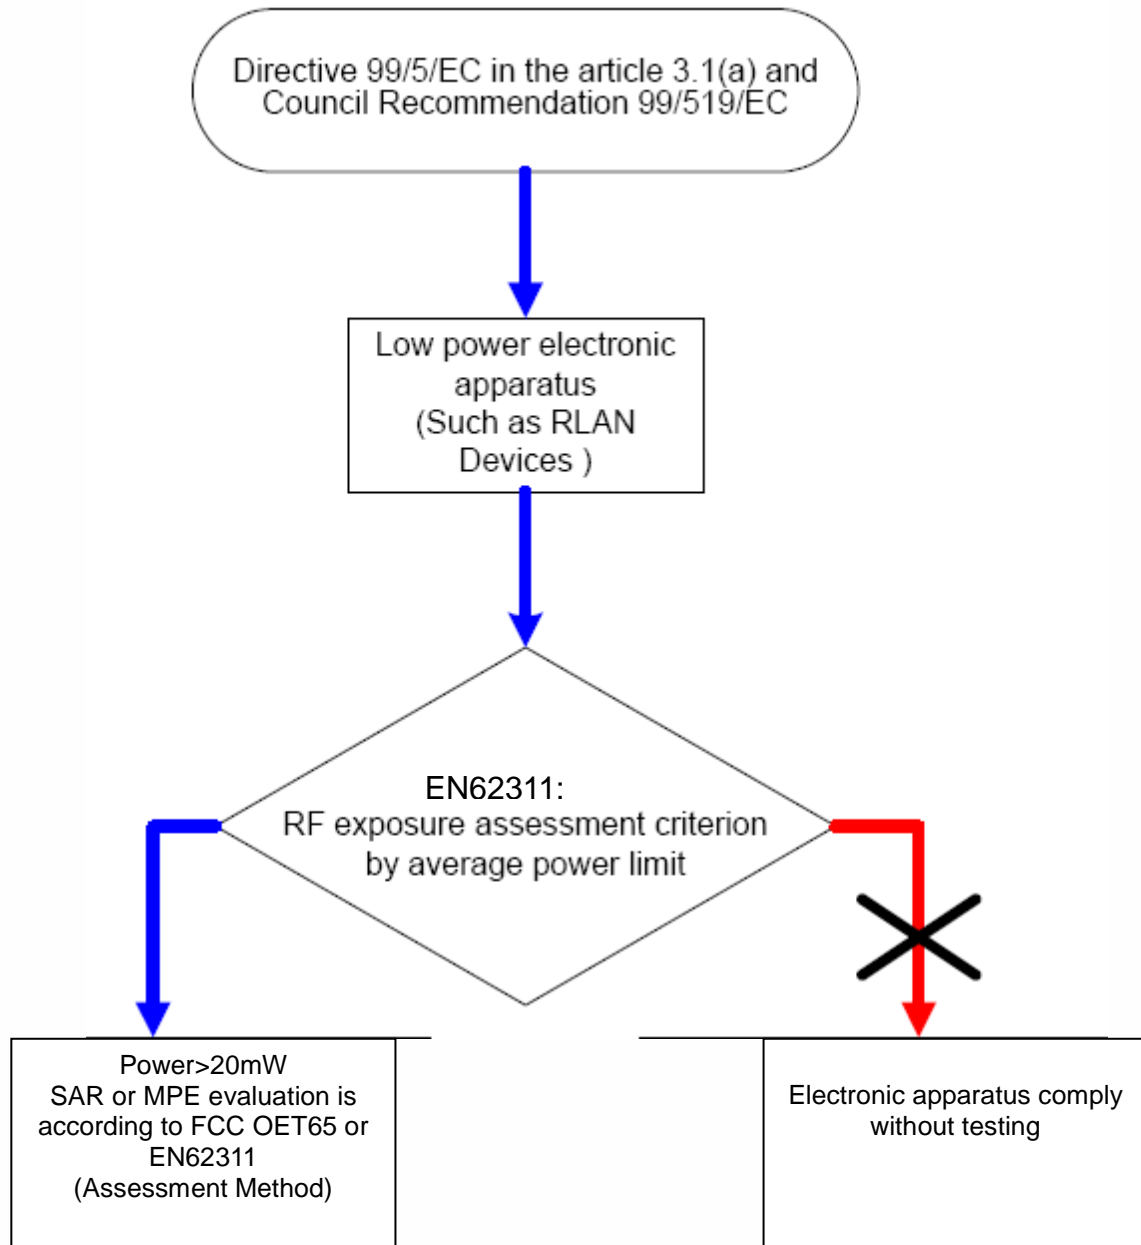 Directive 99/5/EC in the article 3.1(a) and
Council Recommendation 99/519/EC
Low power electronic
apparatus
(Such as RLAN
Devices )
EN62311:
RF exposure assessment criterion
by average power limit
Power>20mW
SAR or MPE evaluation is
according to FCC OET65 or
EN62311
(Assessment Method)
Electronic apparatus comply
without testing